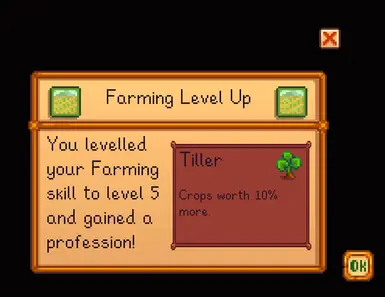 Farming Level Up
You levelled
your Farming
skill to level 5
and gained a
profession!
Tiller
Crops worth 10%
more.
Ok